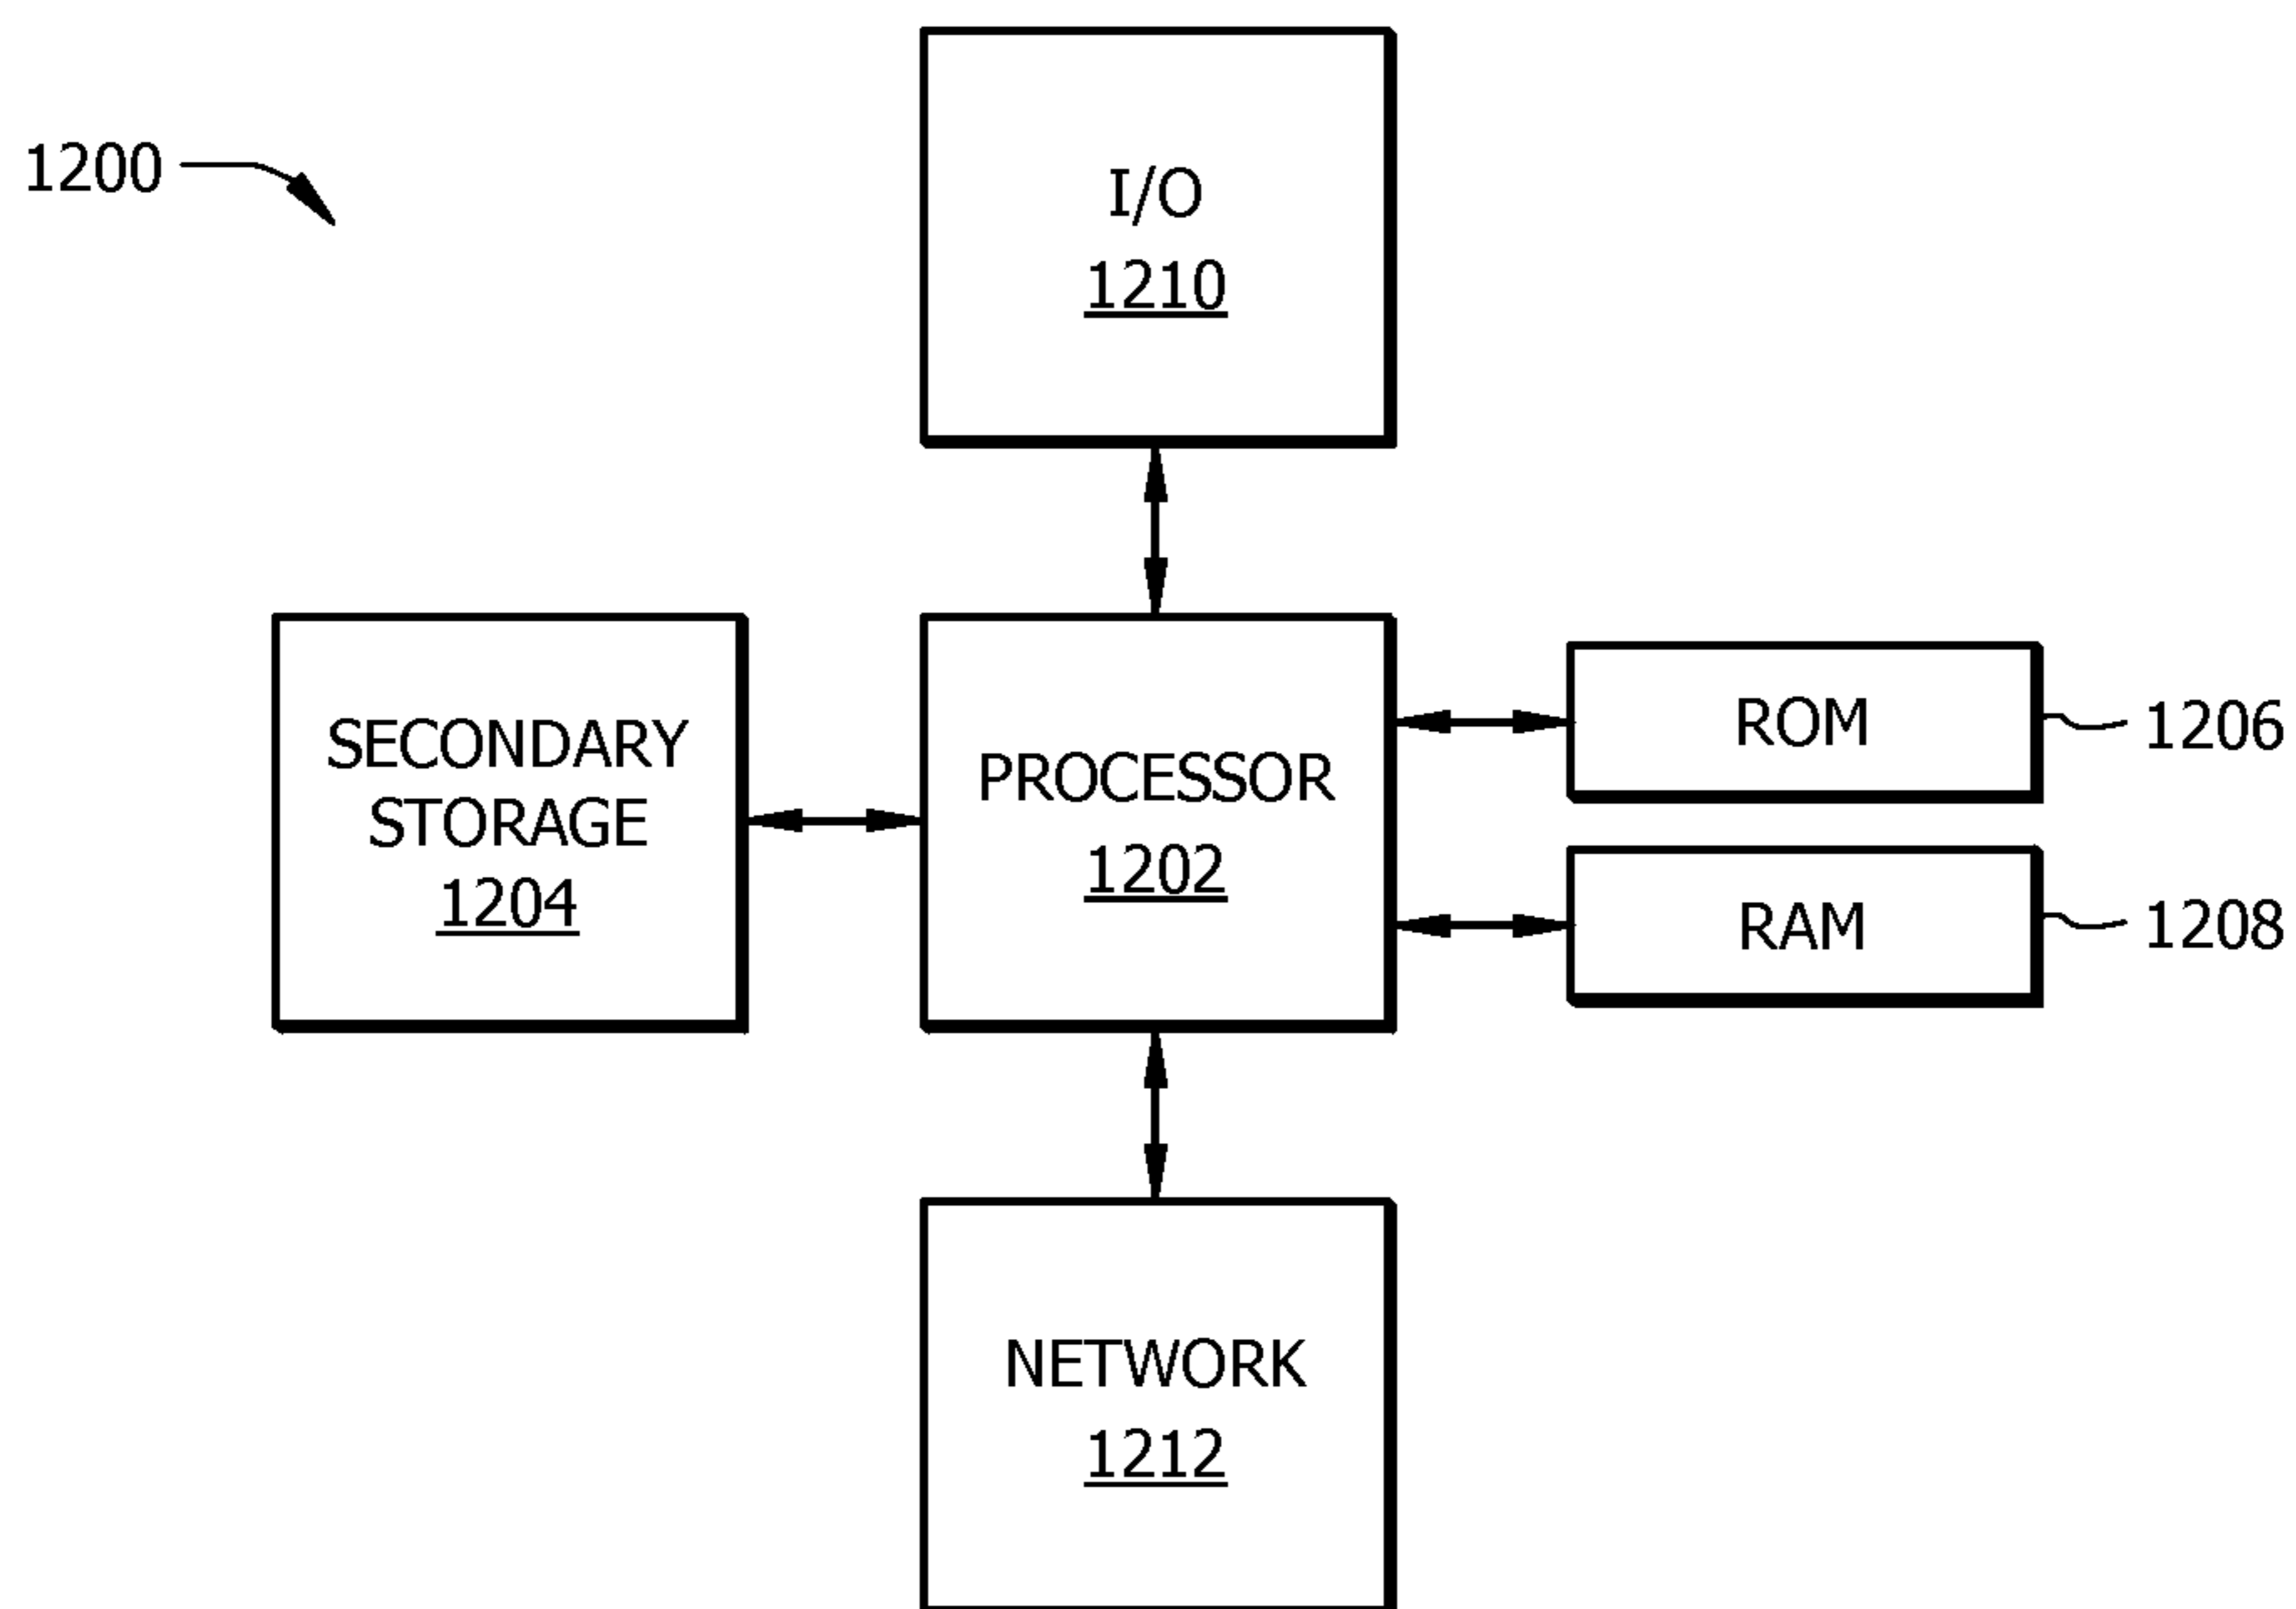 1200
I/O
1210
SECONDARY
STORAGE
1204
PROCESSOR
1202
ROM
1206
RAM
1208
NETWORK
1212